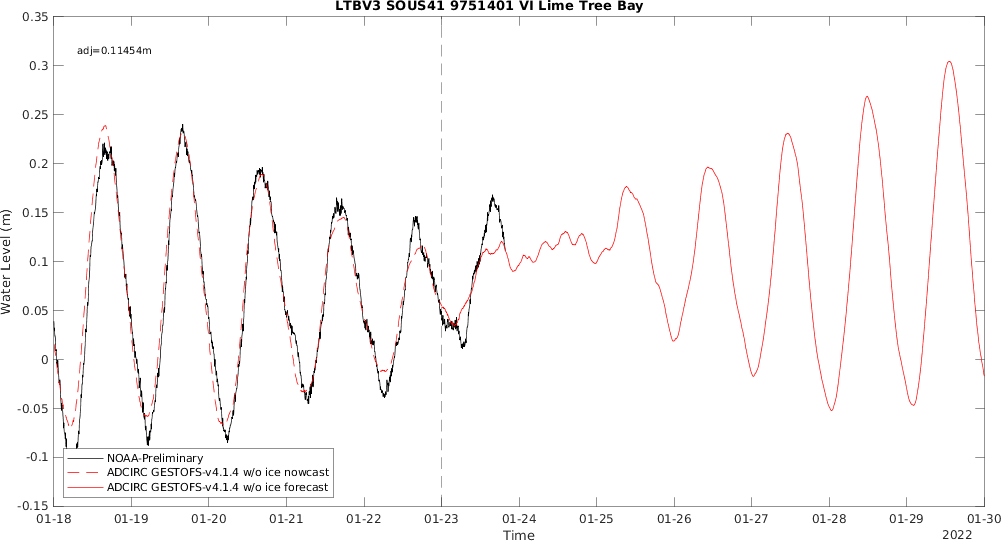 LTBV3 SOUS41 9751401 VI Lime Tree Bay
adj=0.11454m
Water Level (m)
0.35
0.3
0.25
0.2
0.15
0.1
0.05
0
-0.05
-0.1
-0.15
NOAA-Preliminary
ADCIRC GESTOFS-v4.1.4 w/o ice nowcast
ADCIRC GESTOFS-v4.1.4 w/o ice forecast
01-18 01-19 01-20 01-21 01-22 01-23 01-24 01-25 01-26 01-27 01-28 01-29 01-30
Time
2022